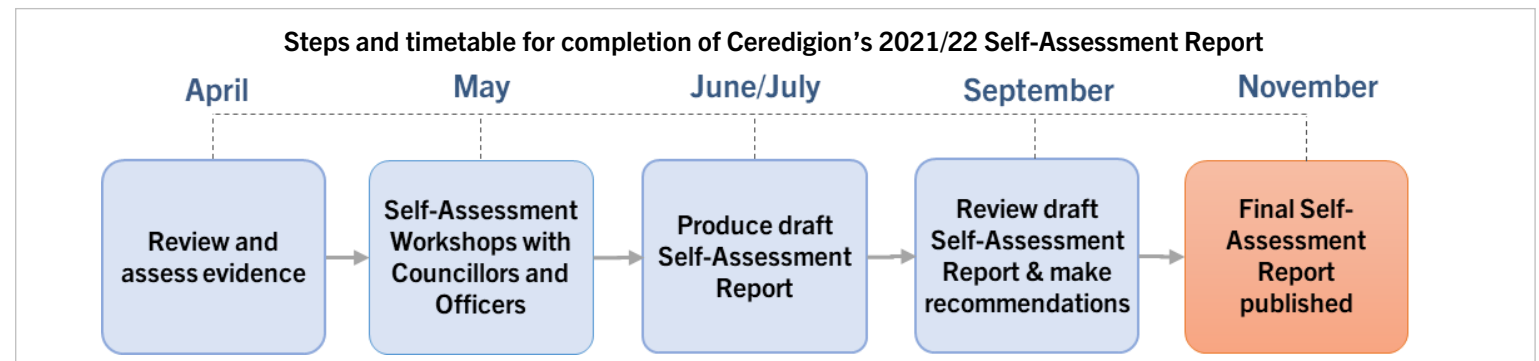 Steps and timetable for completion of Ceredigion's 2021/22 Self-Assessment Report
April
May
June/July
September
November
Review and
assess evidence
Self-Assessment
Workshops with
Councillors and
Officers
Produce draft
Self-Assessment
Report
Review draft
Self-Assessment
Report & make
recommendations
Final Self-
Assessment
Report
published